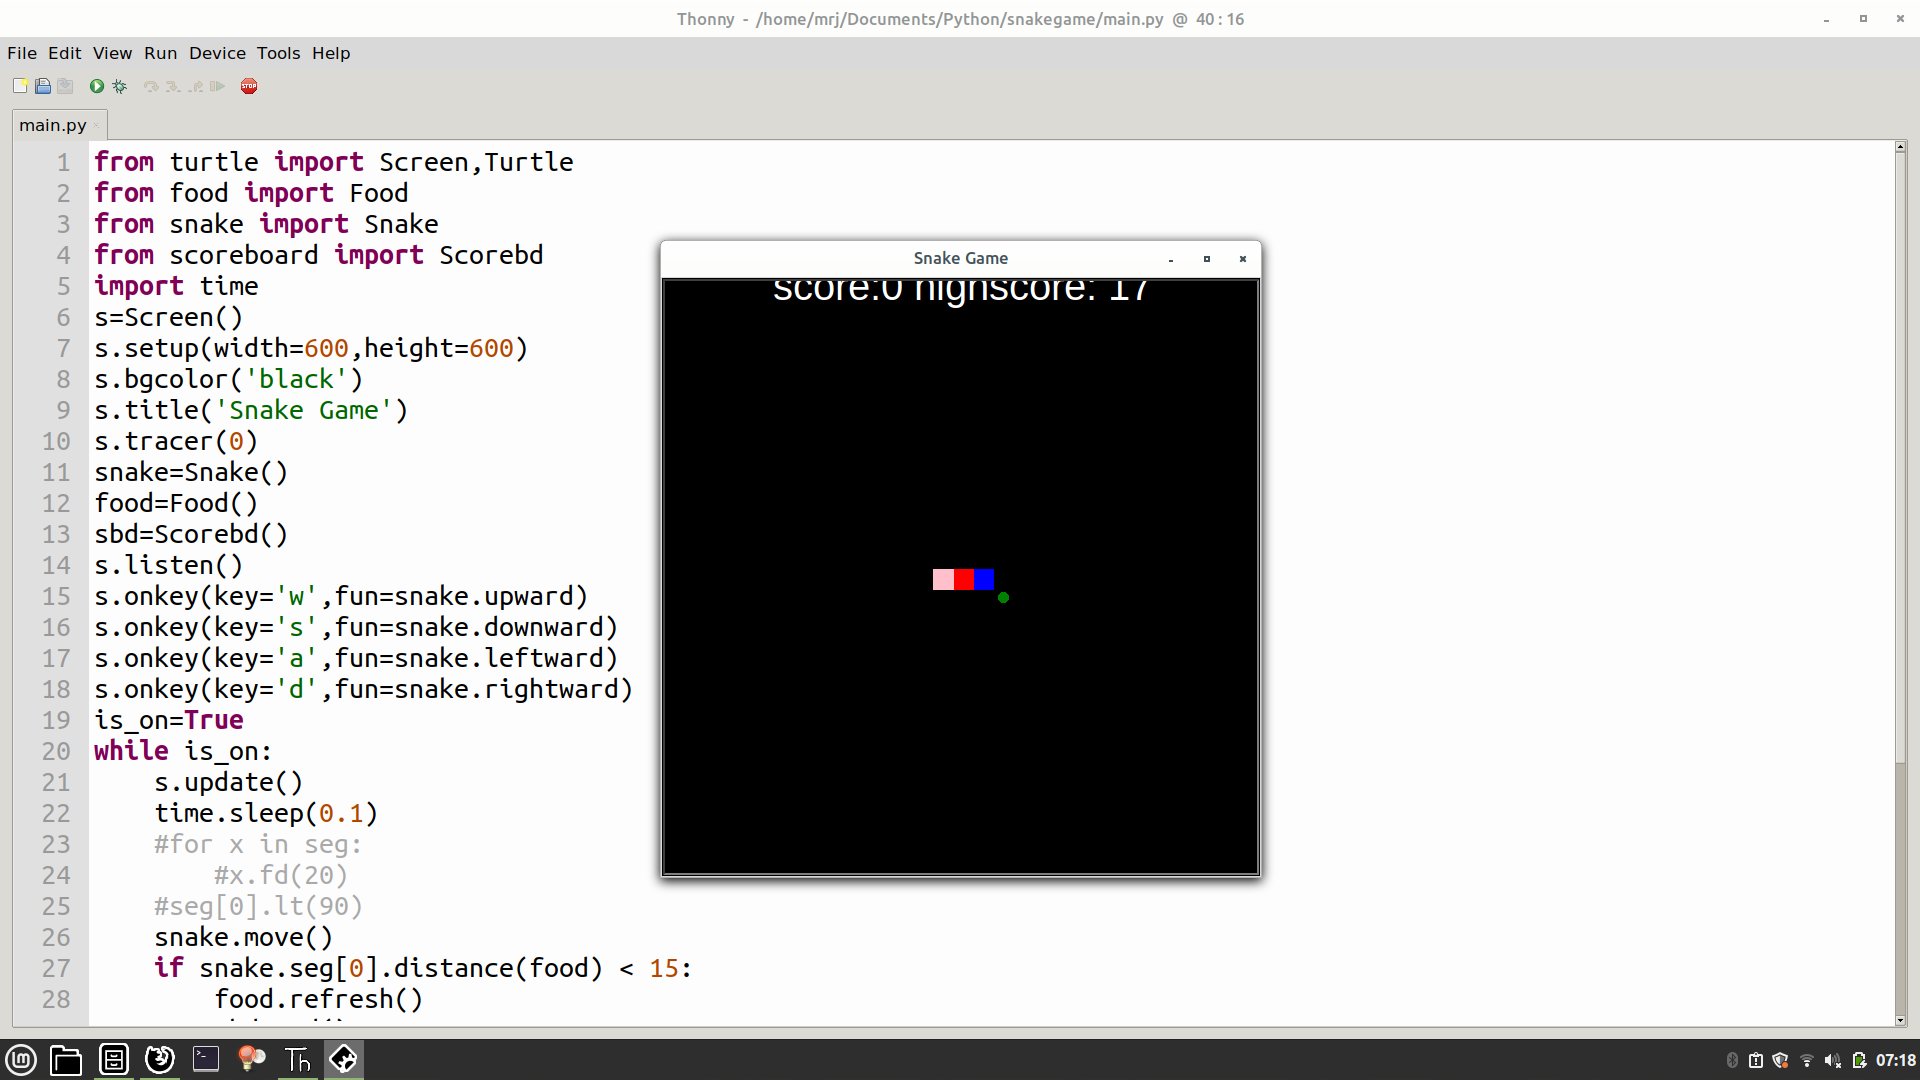 Thonny - /home/mrj/Documents/Python/snakegame/main.py @ 40:16
File Edit View Run Device Tools Help
STOP
main.py
1 from turtle import Screen,Turtle
2 from food import Food
3 from snake import Snake
4 from scoreboard import Scorebd
5 import time
6 s=Screen()
7 s.setup(width=600,height=600)
8 s.bgcolor('black')
9 s.title('Snake Game')
10 s.tracer(0)
11 snake=Snake()
12 food=Food()
13 sbd=Scorebd()
14 s.listen()
15 s.onkey(key='w',fun=snake.upward)
16 s.onkey(key='s',fun=snake.downward)
17 s.onkey(key='a',fun=snake.leftward)
18 s.onkey(key='d',fun=snake.rightward)
19 is_on=True
20 while is_on:
21 s.update()
22 time.sleep(0.1)
23 #for x in seg:
24 #x.fd(20)
25 #seg[0].lt(90)
26 snake.move()
27 if snake.seg[0].distance(food) < 15:
28 food.refresh()
Snake Game
score:0 highscore: 17
Th
07:18